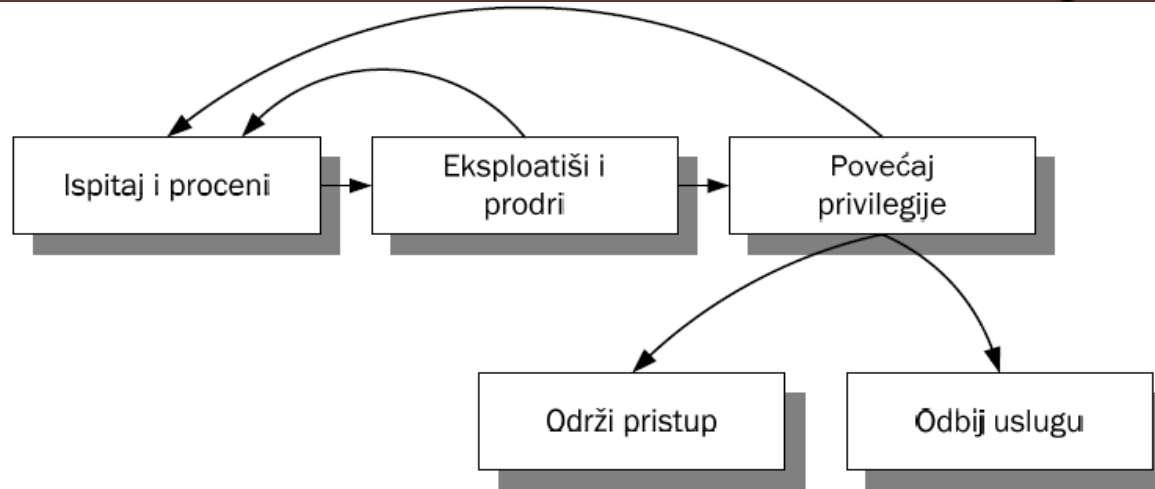 Ispitaj i proceni
Eksploatiši i
prodri
Povećaj
privilegije
Održi pristup
Odbij uslugu